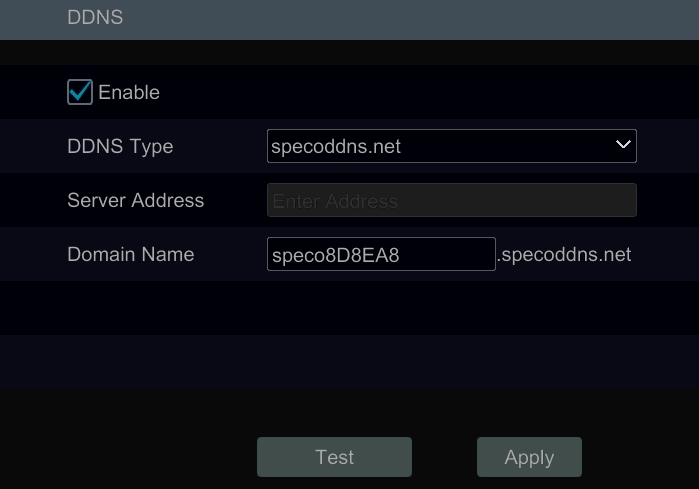 DDNS
Enable
DDNS Type specoddns.net
Server Address Enter Address
Domain Name speco8D8EA8 .specoddns.net
Test Apply